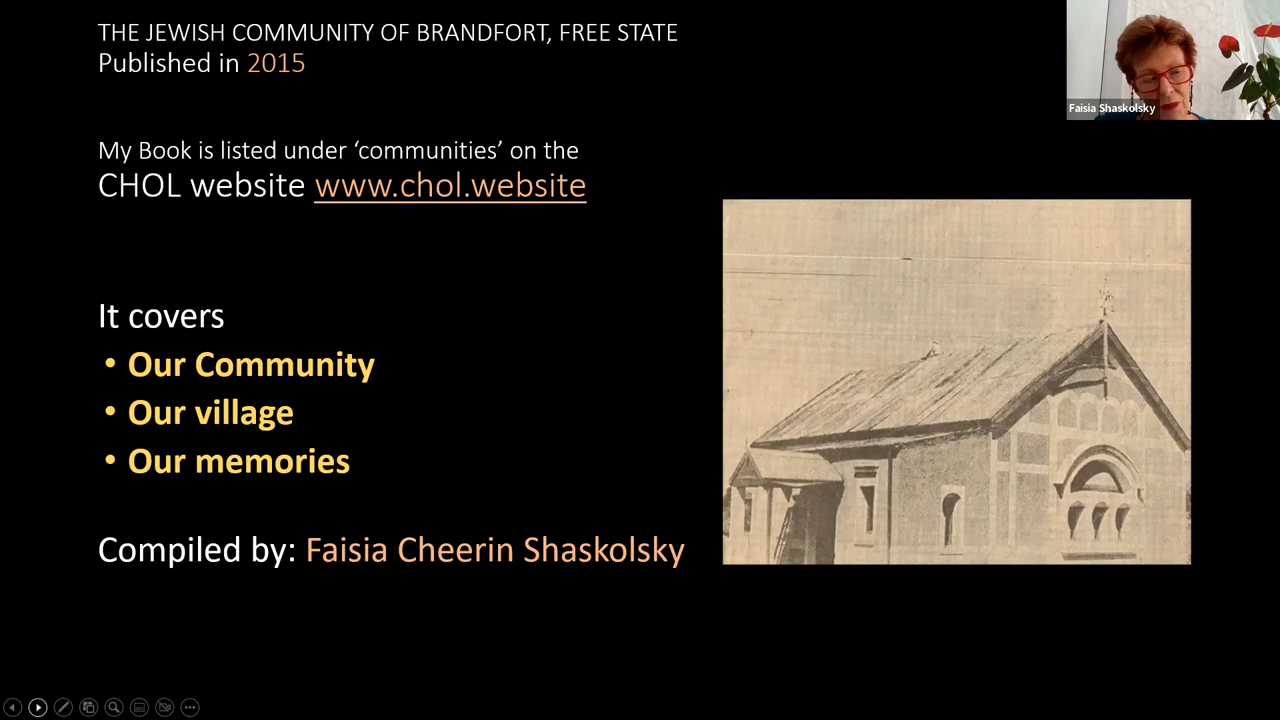 THE JEWISH COMMUNITY OF BRANDFORT, FREE STATE
Published in 2015
My Book is listed under ‘communities’ on the
CHOL website www.chol.website
It covers
• Our Community
• Our village
• Our memories
Compiled by: Faisia Cheerin Shaskolsky
Faisia Shaskolsky